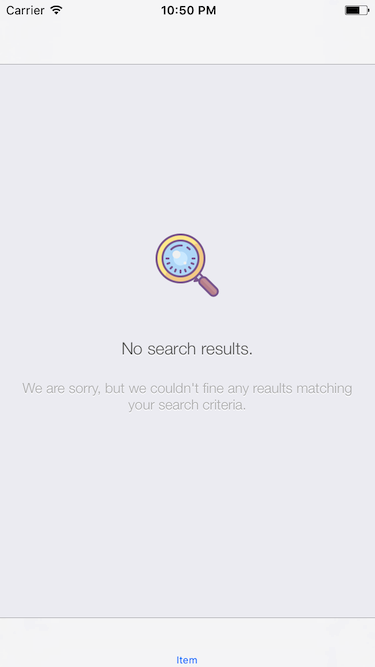 Carrier 10:50 PM
No search results.
We are sorry, but we couldn't fine any reaults matching
your search criteria.
Item